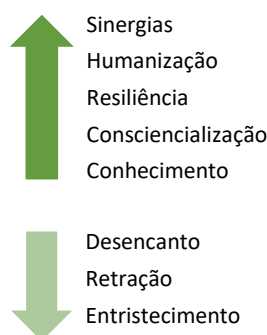 Sinergias
Humanização
Resiliência
Consciencialização
Conhecimento
Desencanto
Retração
Entristecimento